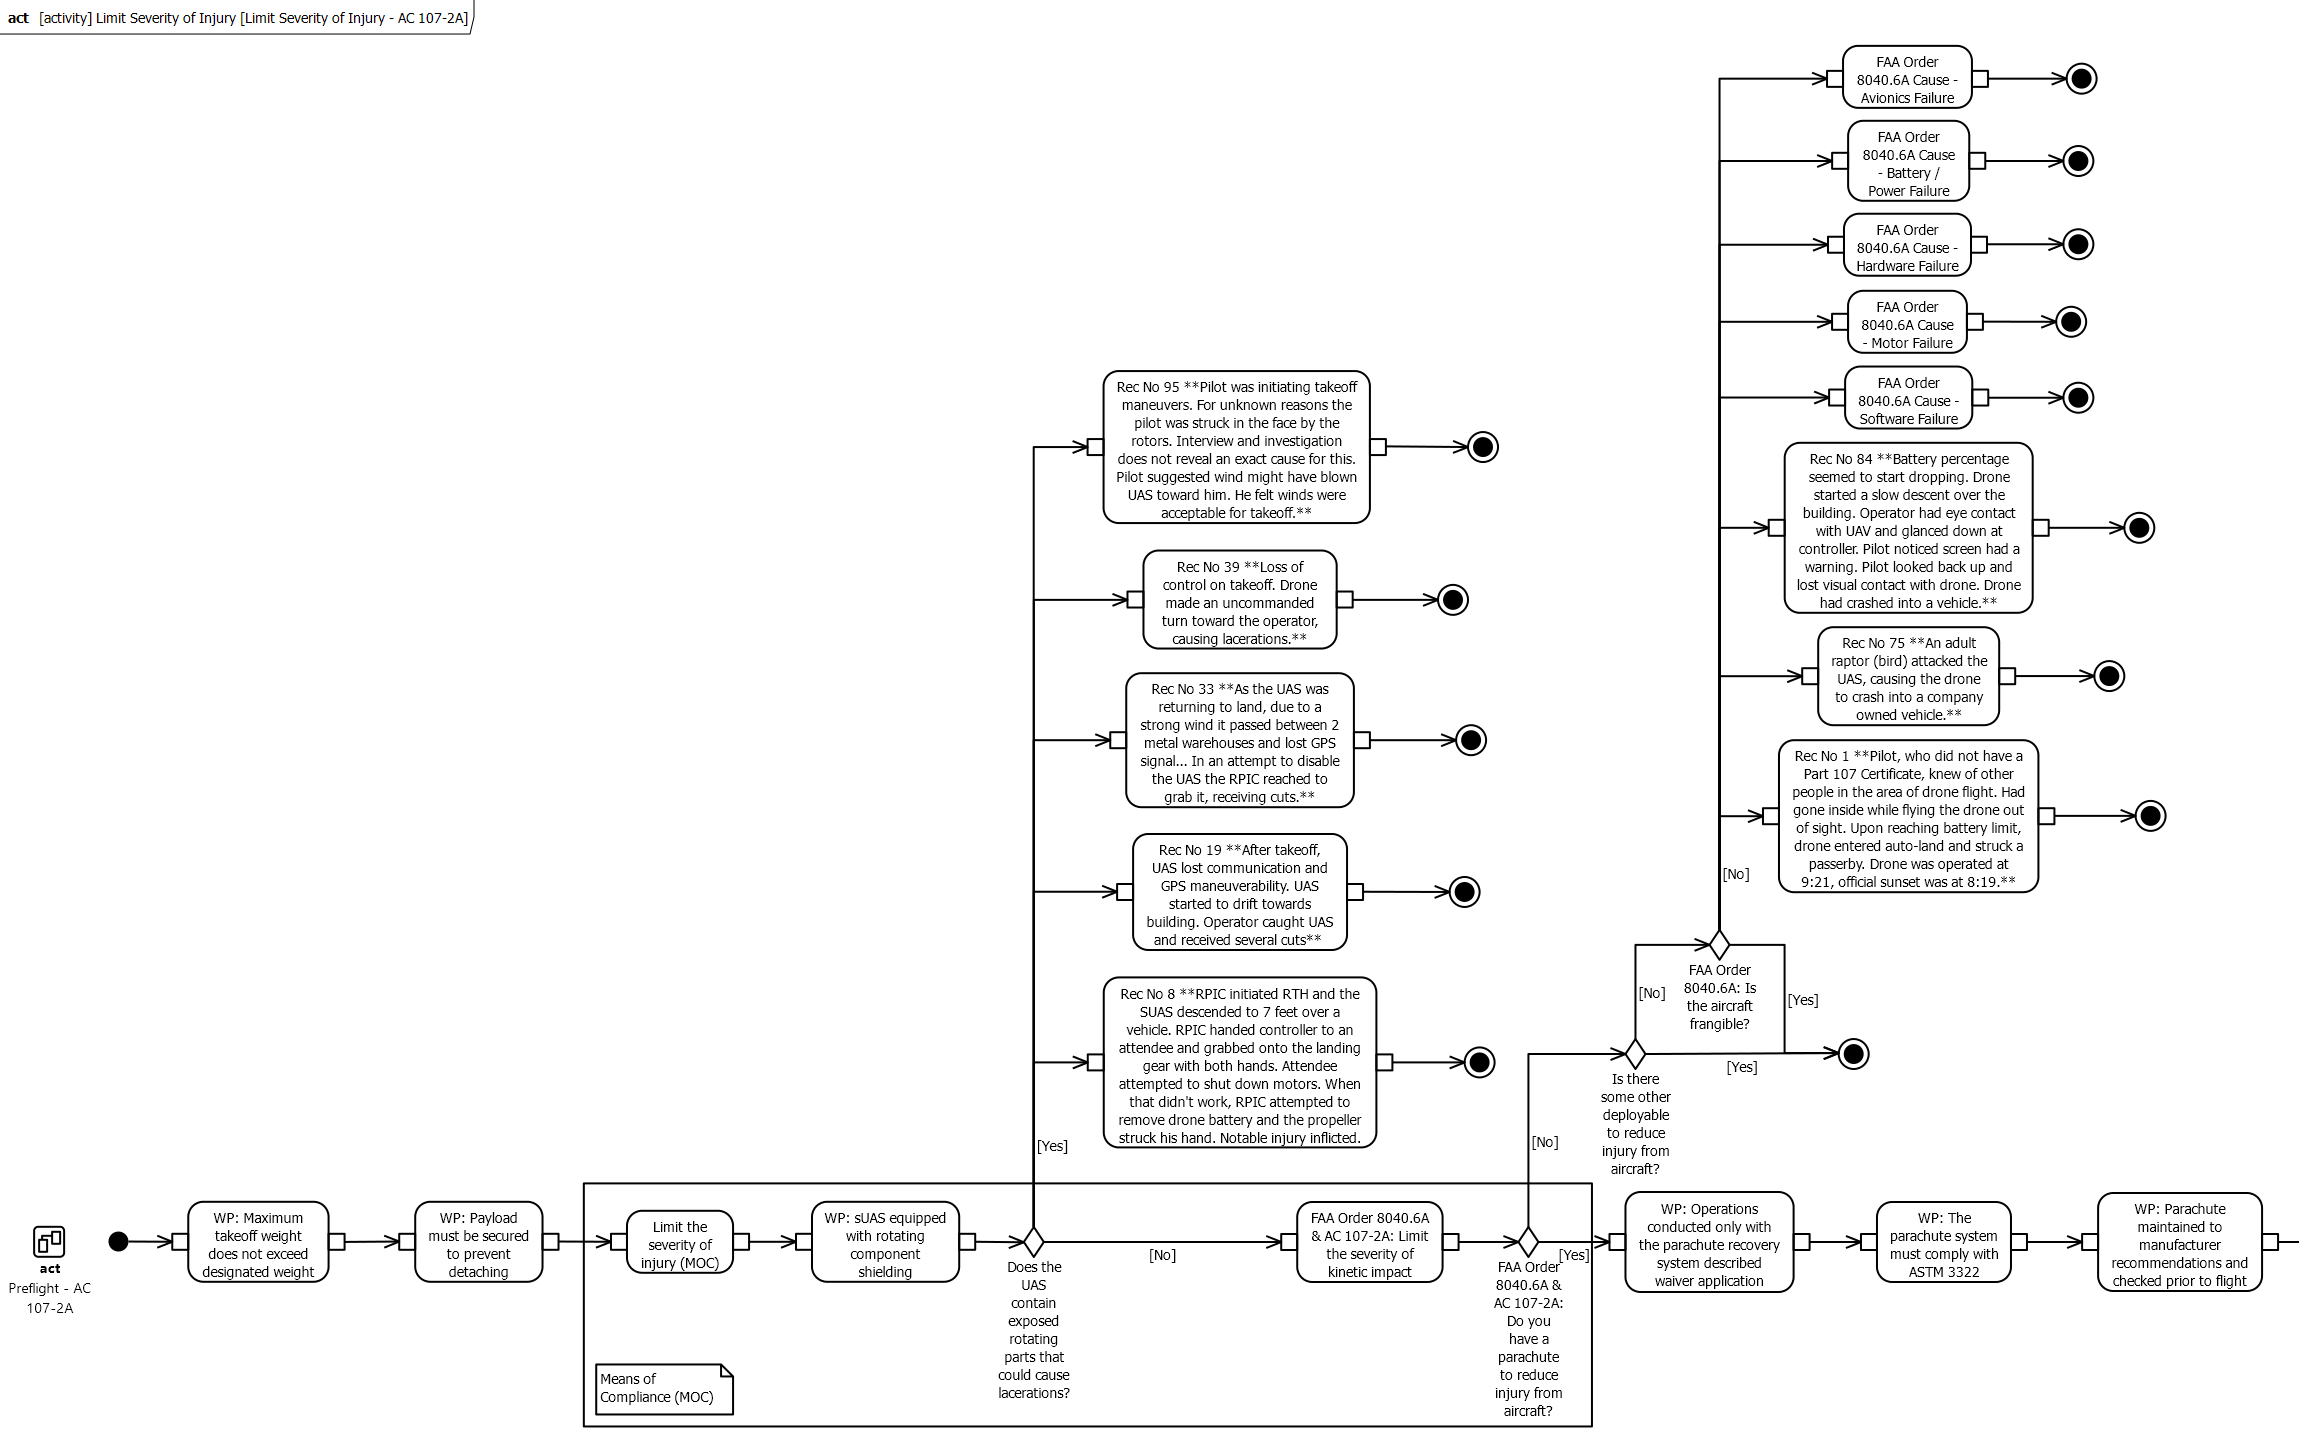 act [activity] Limit Severity of Injury [Limit Severity of Injury - AC 107-2A]
FAA Order
8040.6A Cause -
Avionics Failure
FAA Order
8040.6A Cause
- Battery /
Power Failure
FAA Order
8040.6A Cause -
Hardware Failure
FAA Order
8040.6A Cause
- Motor Failure
FAA Order
8040.6A Cause -
Software Failure
Rec No 84 **Battery percentage
seemed to start dropping. Drone
started a slow descent over the
building. Operator had eye contact
with UAV and glanced down at
controller. Pilot noticed screen had a
warning. Pilot looked back up and
lost visual contact with drone. Drone
had crashed into a vehicle.**
Rec No 75 **An adult
raptor (bird) attacked the
UAS, causing the drone
to crash into a company
owned vehicle.**
Rec No 1 **Pilot, who did not have a
Part 107 Certificate, knew of other
people in the area of drone flight. Had
gone inside while flying the drone out
of sight. Upon reaching battery limit,
drone entered auto-land and struck a
passerby. Drone was operated at
9:21, official sunset was at 8:19.**
[No]
FAA Order
8040.6A: Is
the aircraft
frangible?
[No]
[Yes]
[Yes]
Is there
some other
deployable
to reduce
injury from
aircraft?
[No]
Rec No 95 **Pilot was initiating takeoff
maneuvers. For unknown reasons the
pilot was struck in the face by the
rotors. Interview and investigation
does not reveal an exact cause for this.
Pilot suggested wind might have blown
UAS toward him. He felt winds were
acceptable for takeoff.**
Rec No 39 **Loss of
control on takeoff. Drone
made an uncommanded
turn toward the operator,
causing lacerations.**
Rec No 33 **As the UAS was
returning to land, due to a
strong wind it passed between 2
metal warehouses and lost GPS
signal... In an attempt to disable
the UAS the RPIC reached to
grab it, receiving cuts.**
Rec No 19 **After takeoff,
UAS lost communication and
GPS maneuverability. UAS
started to drift towards
building. Operator caught UAS
and received several cuts**
Rec No 8 **RPIC initiated RTH and the
SUAS descended to 7 feet over a
vehicle. RPIC handed controller to an
attendee and grabbed onto the landing
gear with both hands. Attendee
attempted to shut down motors. When
that didn't work, RPIC attempted to
remove drone battery and the propeller
struck his hand. Notable injury inflicted.
[Yes]
act
Preflight - AC
107-2A
WP: Maximum
takeoff weight
does not exceed
designated weight
WP: Payload
must be secured
to prevent
detaching
Limit the
severity of
injury (MOC)
WP: sUAS equipped
with rotating
component
shielding
Does the
UAS
contain
exposed
rotating
parts that
could cause
lacerations?
[No]
FAA Order 8040.6A
& AC 107-2A: Limit
the severity of
kinetic impact
FAA Order
8040.6A &
AC 107-2A:
Do you
have a
parachute
to reduce
injury from
aircraft?
[Yes]
WP: Operations
conducted only with
the parachute recovery
system described
waiver application
WP: The
parachute system
must comply with
ASTM 3322
WP: Parachute
maintained to
manufacturer
recommendations and
checked prior to flight
Means of
Compliance (MOC)